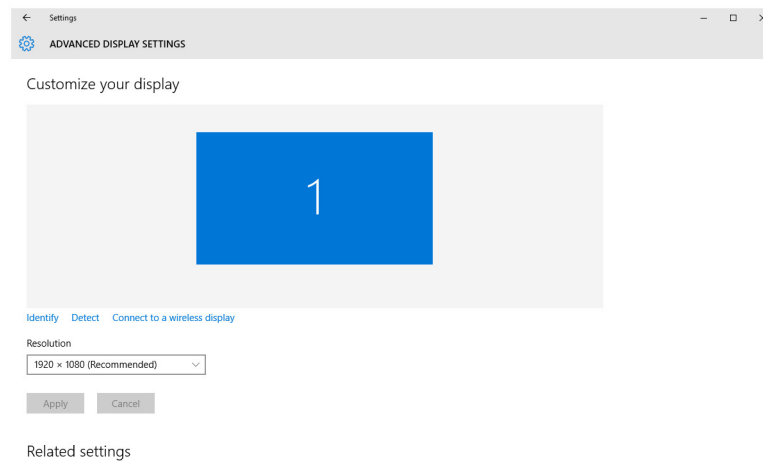 Settings
ADVANCED DISPLAY SETTINGS
Customize your display
1
Identify Detect Connect to a wireless display
Resolution
1920 × 1080 (Recommended)
Apply Cancel
Related settings